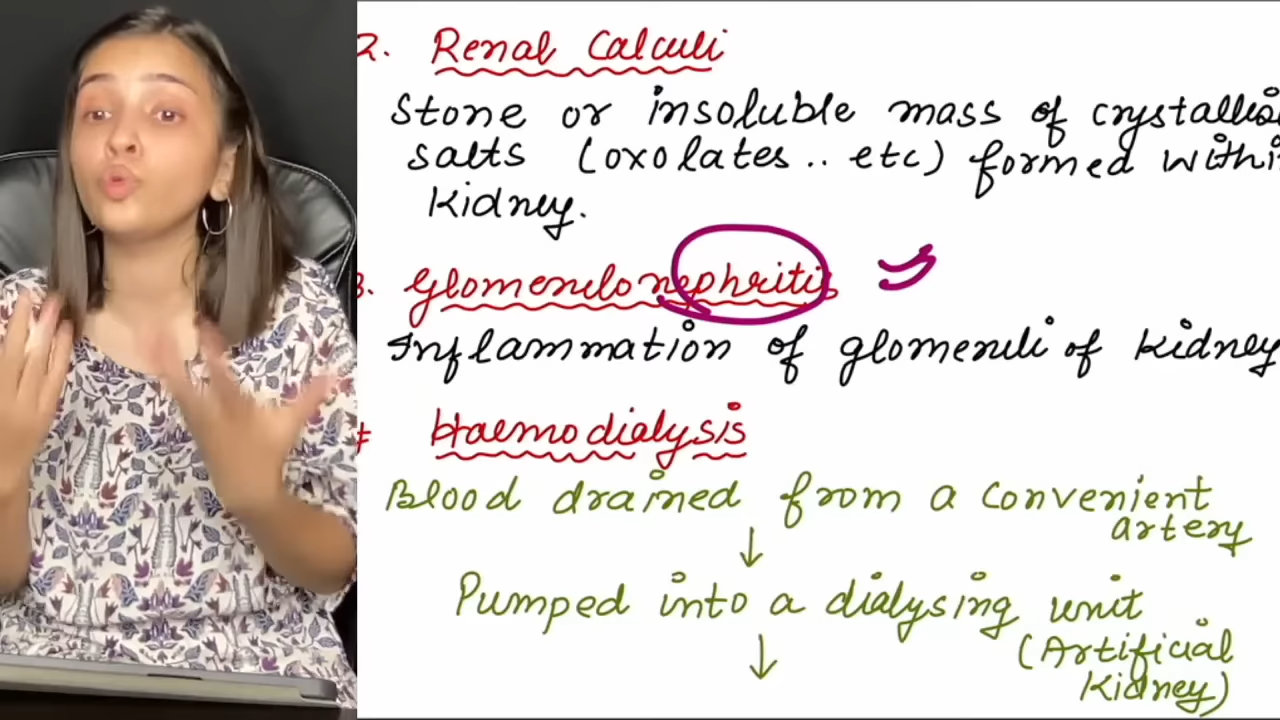 2. Renal Calculi
Stone or insoluble mass of crystallis
salts (oxolates.. etc) formed withi
kidney.
3. Glomerulonephritis
Inflammation of glomeruli of kidney
# Haemodialysis
Blood drained from a convenient
artery
↓
Pumped into a dialysing unit
↓
(Artificial
kidney)